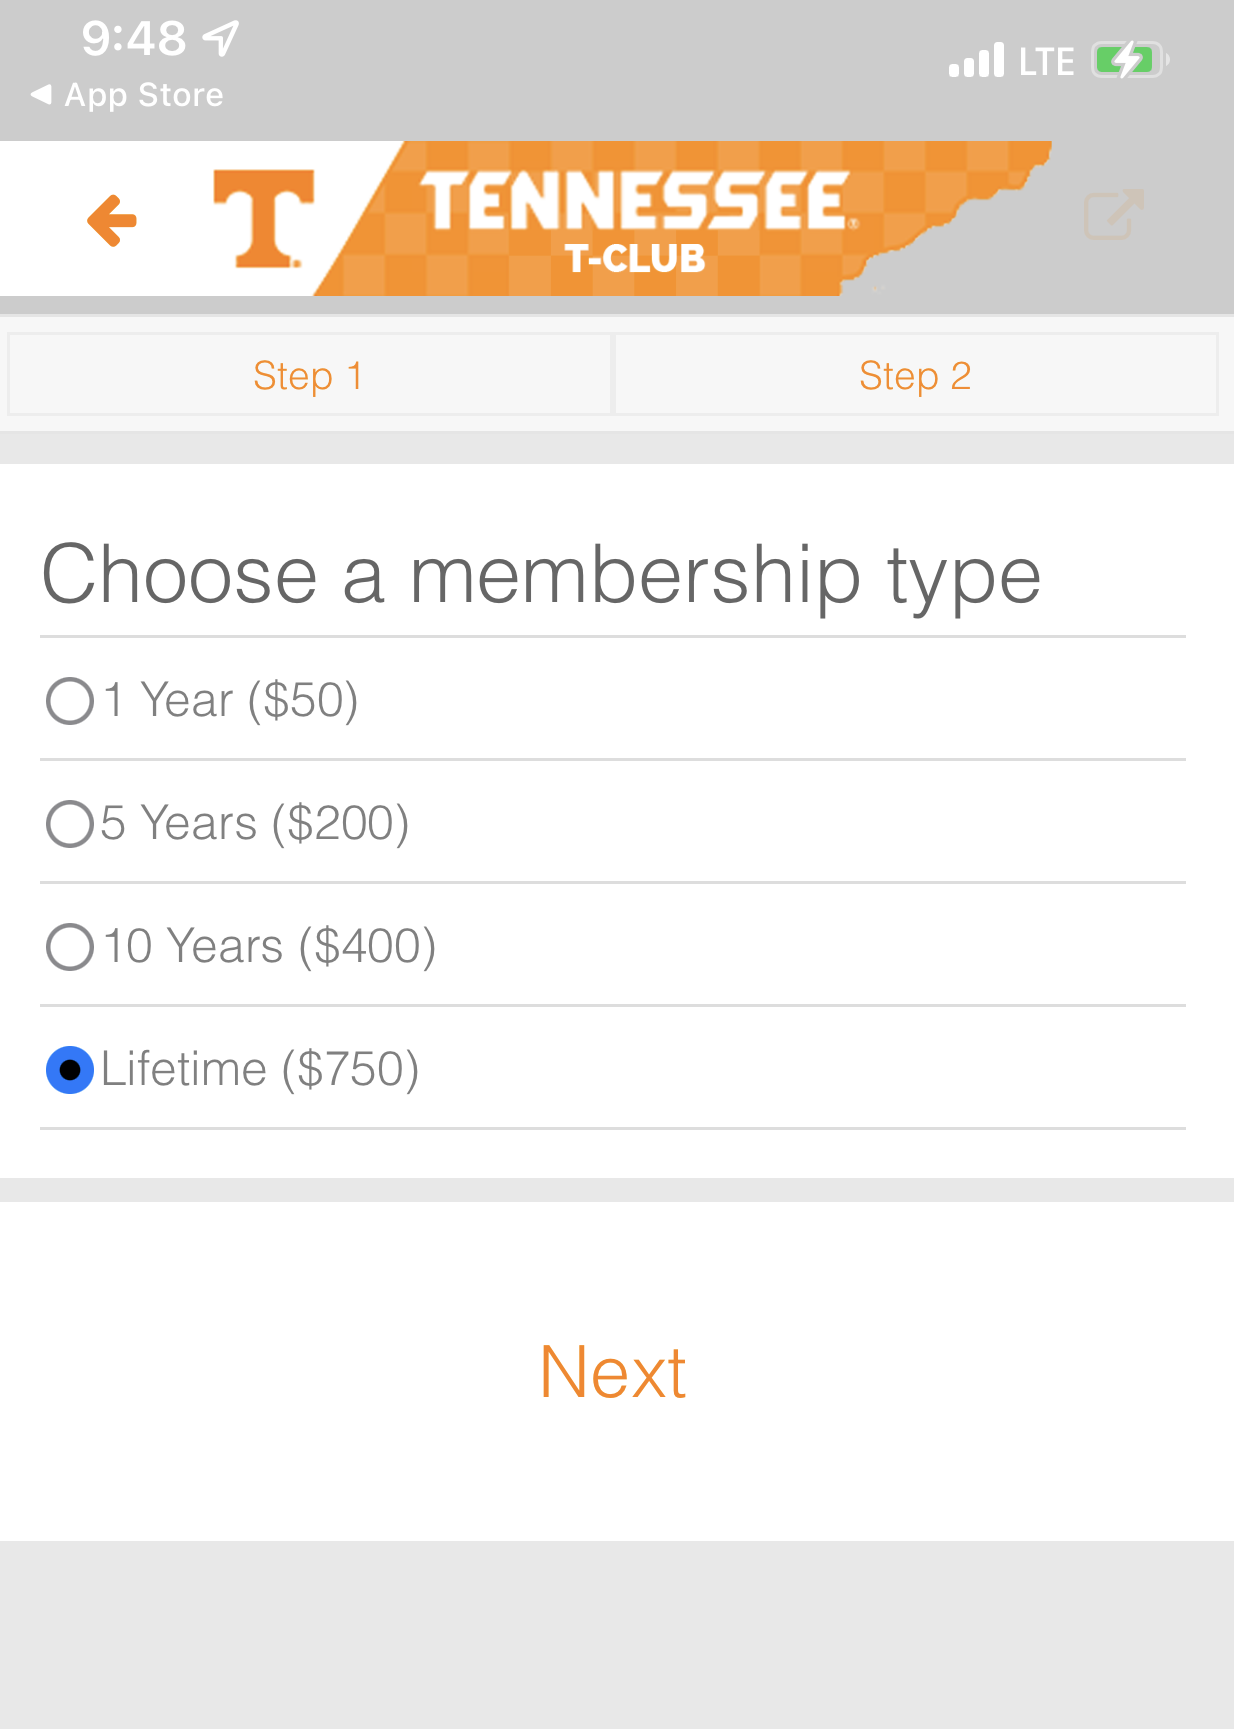 9:48
LTE
◀ App Store
T
TENNESSEE®
T-CLUB
Step 1
Step 2
Choose a membership type
1 Year ($50)
5 Years ($200)
10 Years ($400)
Lifetime ($750)
Next